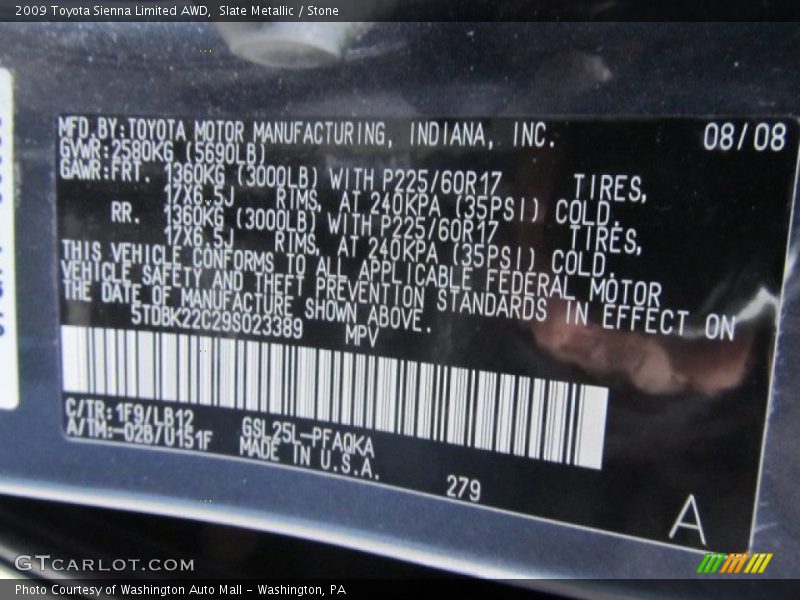 2009 Toyota Sienna Limited AWD,  Slate Metallic / Stone
MFD.BY:TOYOTA MOTOR MANUFACTURING, INDIANA, INC. 08/08
GVWR:2580KG (5690LB)
GAWR:FRT. 1360KG (3000LB) WITH P225/60R17 TIRES,
17X6.5J RIMS, AT 240KPA (35PSI) COLD.
RR. 1360KG (3000LB) WITH P225/60R17 TIRES,
17X6.5J RIMS, AT 240KPA (35PSI) COLD.
THIS VEHICLE CONFORMS TO ALL APPLICABLE FEDERAL MOTOR
VEHICLE SAFETY AND THEFT PREVENTION STANDARDS IN EFFECT ON
THE DATE OF MANUFACTURE SHOWN ABOVE.
5TDBK22C29S023389 MPV
C/TR:1F9/LB12 GSL25L-PFAQKA
A/TM:-02B/U151F MADE IN U.S.A.
279
A
GTCARLOT.COM
Photo Courtesy of Washington Auto Mall - Washington, PA